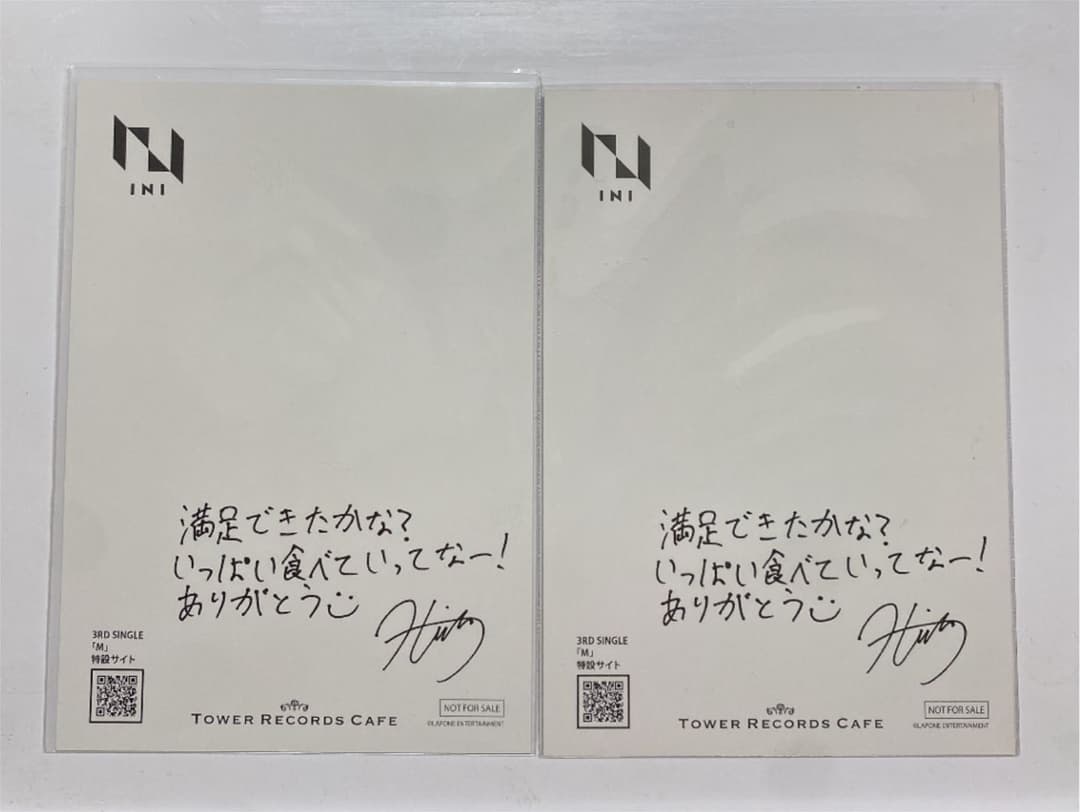 INI
満足できたかな?
いっぱい食べていってなー!
ありがとう
3RD SINGLE
「M」
特設サイト
TOWER RECORDS CAFE
NOT FOR SALE
©LAPONE ENTERTAINMENT
INI
満足できたかな?
いっぱい食べていってなー!
ありがとう
3RD SINGLE
「M」
特設サイト
TOWER RECORDS CAFE
NOT FOR SALE
©LAPONE ENTERTAINMENT